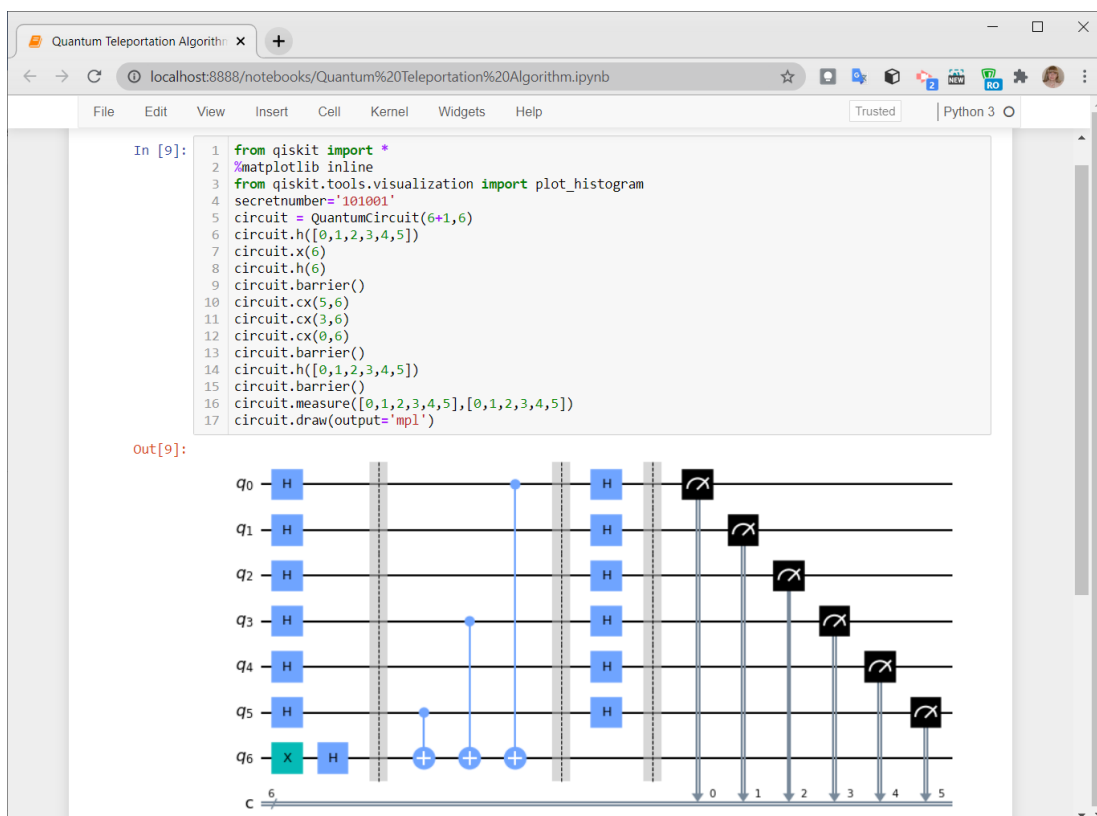 Quantum Teleportation Algorithn
localhost:8888/notebooks/Quantum%20Teleportation%20Algorithm.ipynb
2
NEW
RO
File Edit View Insert Cell Kernel Widgets Help Trusted Python 3
In [9]:
1 from qiskit import *
2 %matplotlib inline
3 from qiskit.tools.visualization import plot_histogram
4 secretnumber='101001'
5 circuit = QuantumCircuit(6+1,6)
6 circuit.h([0,1,2,3,4,5])
7 circuit.x(6)
8 circuit.h(6)
9 circuit.barrier()
10 circuit.cx(5,6)
11 circuit.cx(3,6)
12 circuit.cx(0,6)
13 circuit.barrier()
14 circuit.h([0,1,2,3,4,5])
15 circuit.barrier()
16 circuit.measure([0,1,2,3,4,5],[0,1,2,3,4,5])
17 circuit.draw(output='mpl')
Out[9]:
q0 H H
q1 H H
q2 H H
q3 H H
q4 H H
q5 H H
q6 X H
c 6 0 1 2 3 4 5